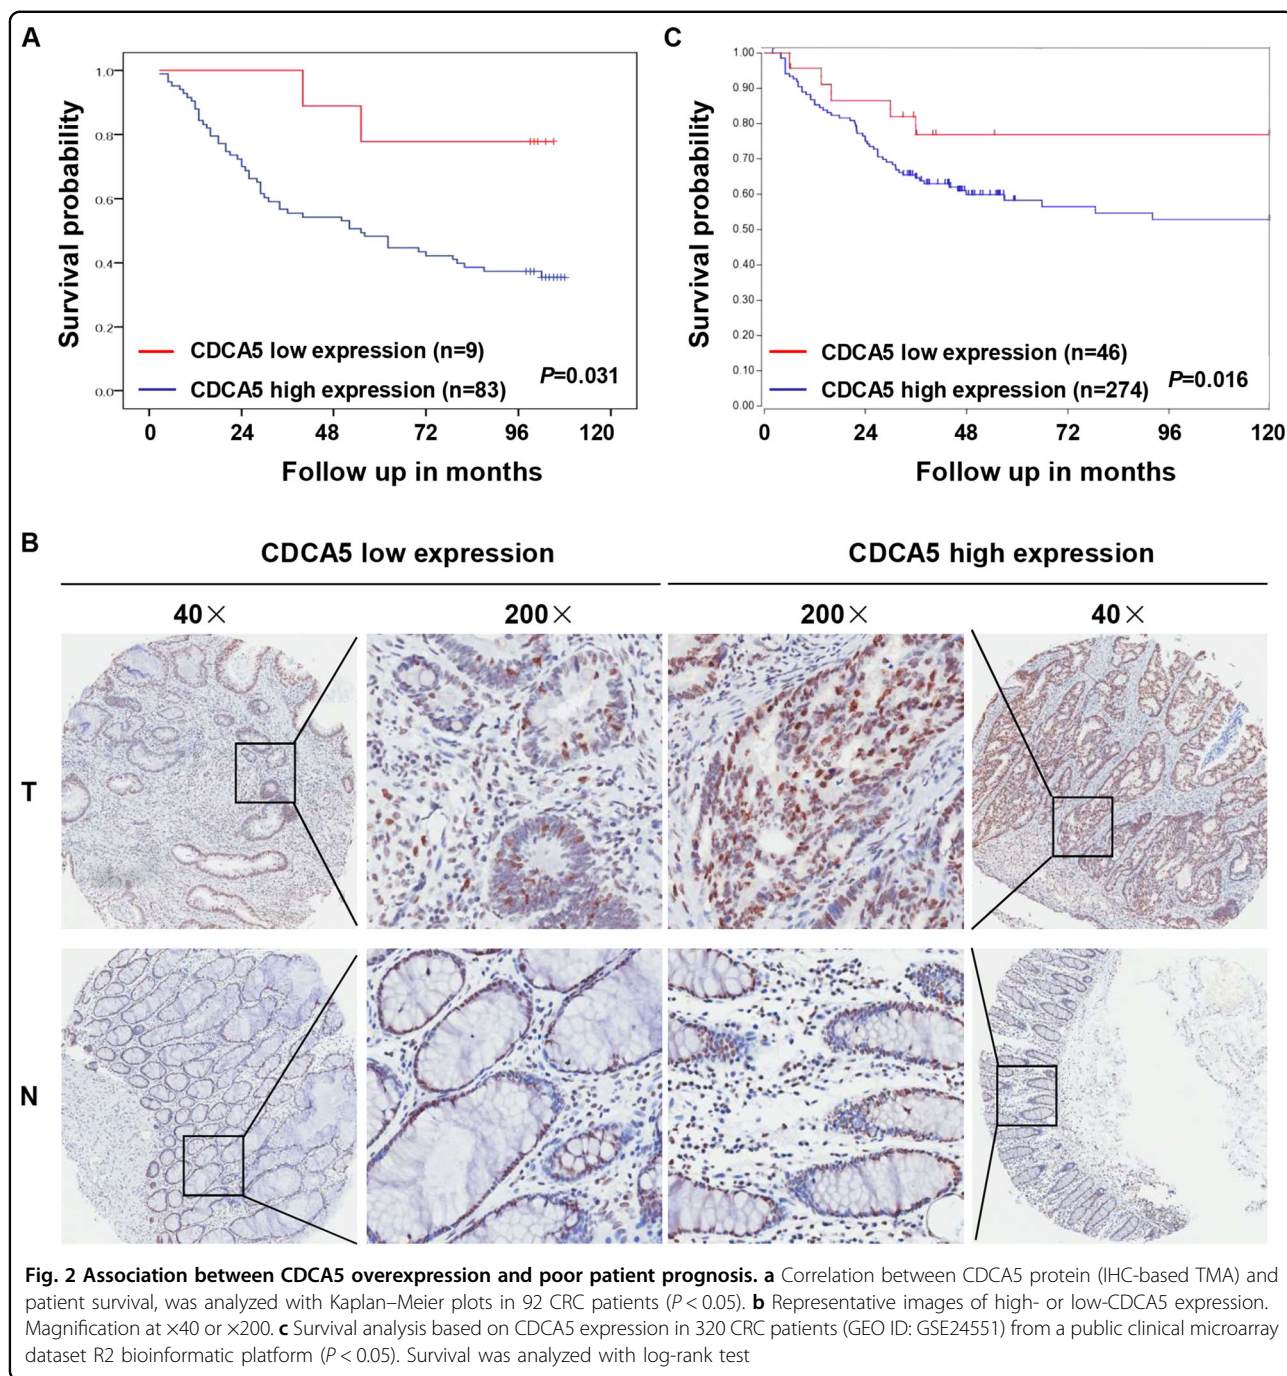 A
Survival probability
1.0
0.8
0.6
0.4
0.2
0.0
CDCA5 low expression (n=9)
CDCA5 high expression (n=83)
P=0.031
0 24 48 72 96 120
Follow up in months
C
Survival probability
1.00
0.90
0.80
0.70
0.60
0.50
0.40
0.30
0.20
0.10
0.00
CDCA5 low expression (n=46)
CDCA5 high expression (n=274)
P=0.016
0 24 48 72 96 120
Follow up in months
B
CDCA5 low expression CDCA5 high expression
40× 200× 200× 40×
T
N
Fig. 2 Association between CDCA5 overexpression and poor patient prognosis. a Correlation between CDCA5 protein (IHC-based TMA) and
patient survival, was analyzed with Kaplan–Meier plots in 92 CRC patients (P < 0.05). b Representative images of high- or low-CDCA5 expression.
Magnification at ×40 or ×200. c Survival analysis based on CDCA5 expression in 320 CRC patients (GEO ID: GSE24551) from a public clinical microarray
dataset R2 bioinformatic platform (P < 0.05). Survival was analyzed with log-rank test